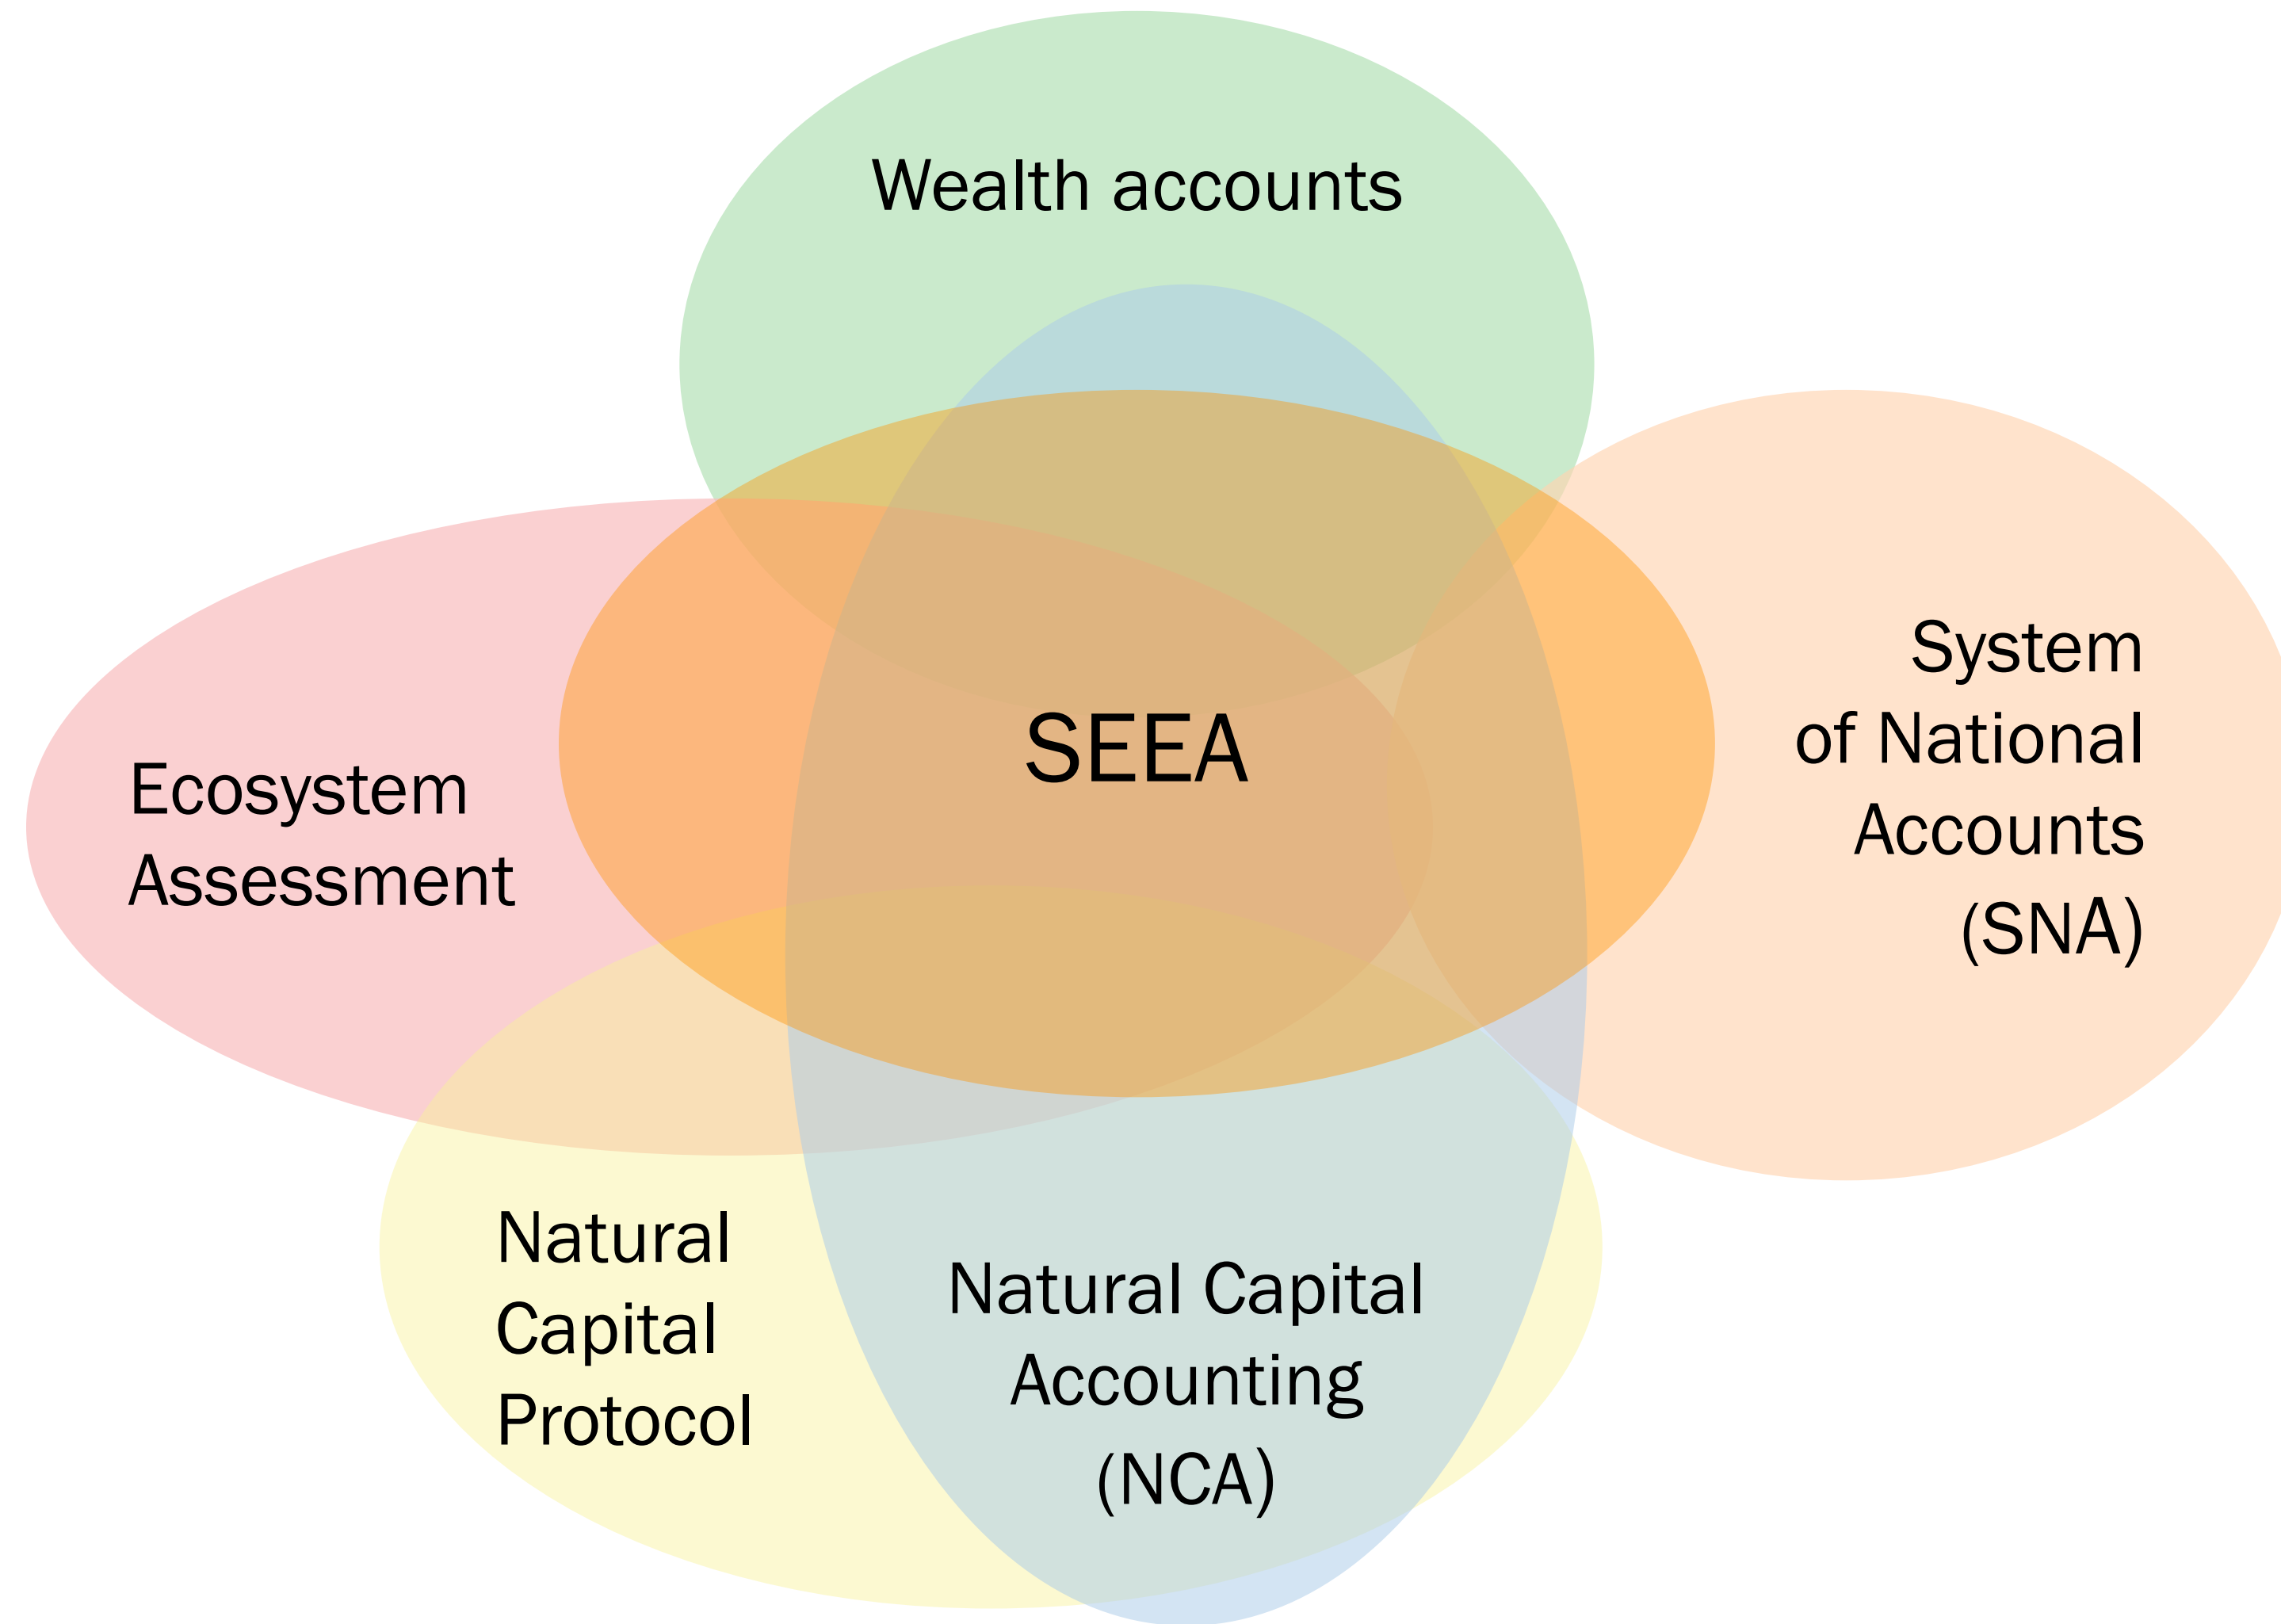 Wealth accounts
System
of National
Accounts
(SNA)
SEEA
Ecosystem
Assessment
Natural
Capital
Protocol
Natural Capital
Accounting
(NCA)